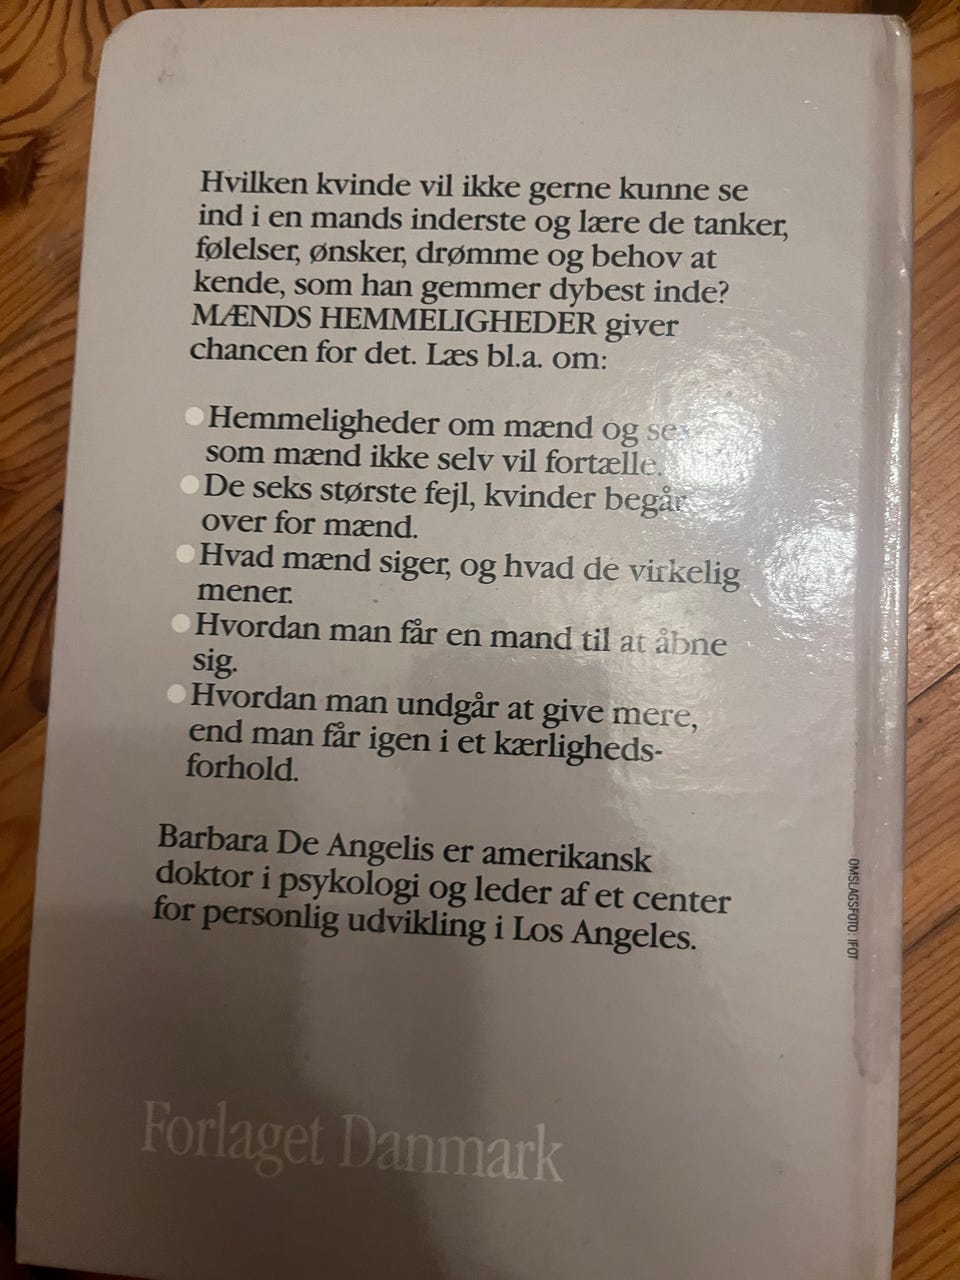 Hvilken kvinde vil ikke gerne kunne se
ind i en mands inderste og lære de tanker,
følelser, ønsker, drømme og behov at
kende, som han gemmer dybest inde?
MÆNDS HEMMELIGHEDER giver
chancen for det. Læs bl.a. om:
Hemmeligheder om mænd og sex
som mænd ikke selv vil fortælle.
De seks største fejl, kvinder begår
over for mænd.
Hvad mænd siger, og hvad de virkelig
mener.
Hvordan man får en mand til at åbne
sig.
Hvordan man undgår at give mere,
end man får igen i et kærligheds-
forhold.
Barbara De Angelis er amerikansk
doktor i psykologi og leder af et center
for personlig udvikling i Los Angeles.
OMSLAGSFOTO: IFOT
Forlaget Danmark